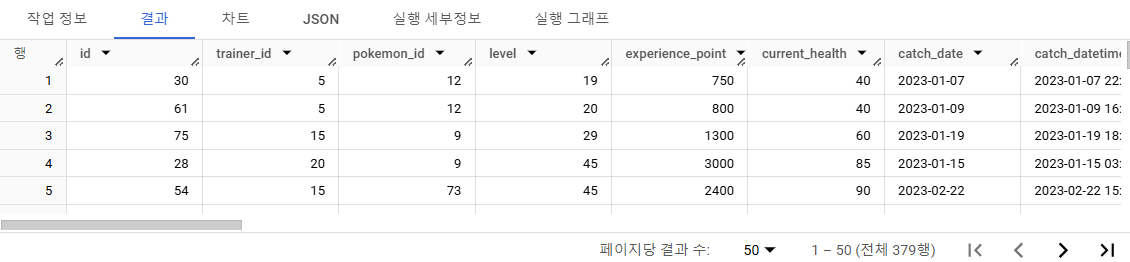 작업 정보 결과 차트 JSON 실행 세부정보 실행 그래프
행 id trainer_id pokemon_id level experience_point current_health catch_date catch_datetime
1 30 5 12 19 750 40 2023-01-07 2023-01-07 22:
2 61 5 12 20 800 40 2023-01-09 2023-01-09 16:
3 75 15 9 29 1300 60 2023-01-19 2023-01-19 18:
4 28 20 9 45 3000 85 2023-01-15 2023-01-15 03:
5 54 15 73 45 2400 90 2023-02-22 2023-02-22 15:
페이지당 결과 수: 50 1 – 50 (전체 379행)